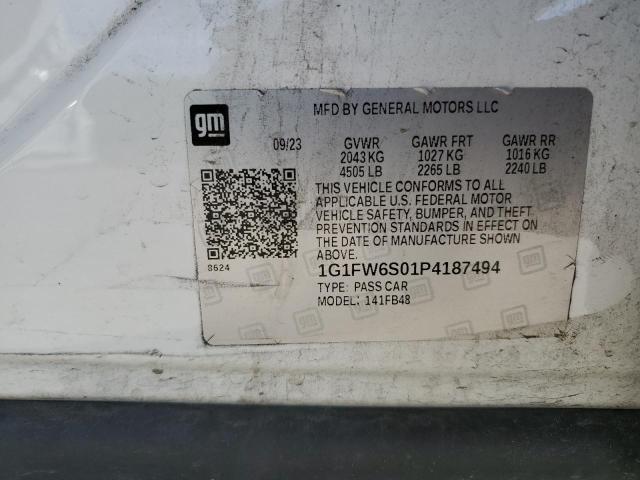 gm
MFD BY GENERAL MOTORS LLC
09/23 GVWR GAWR FRT GAWR RR
2043 KG 1027 KG 1016 KG
4505 LB 2265 LB 2240 LB
THIS VEHICLE CONFORMS TO ALL
APPLICABLE U.S. FEDERAL MOTOR
VEHICLE SAFETY, BUMPER, AND THEFT
PREVENTION STANDARDS IN EFFECT ON
THE DATE OF MANUFACTURE SHOWN
ABOVE.
8624
1G1FW6S01P4187494
TYPE: PASS CAR
MODEL: 141FB48